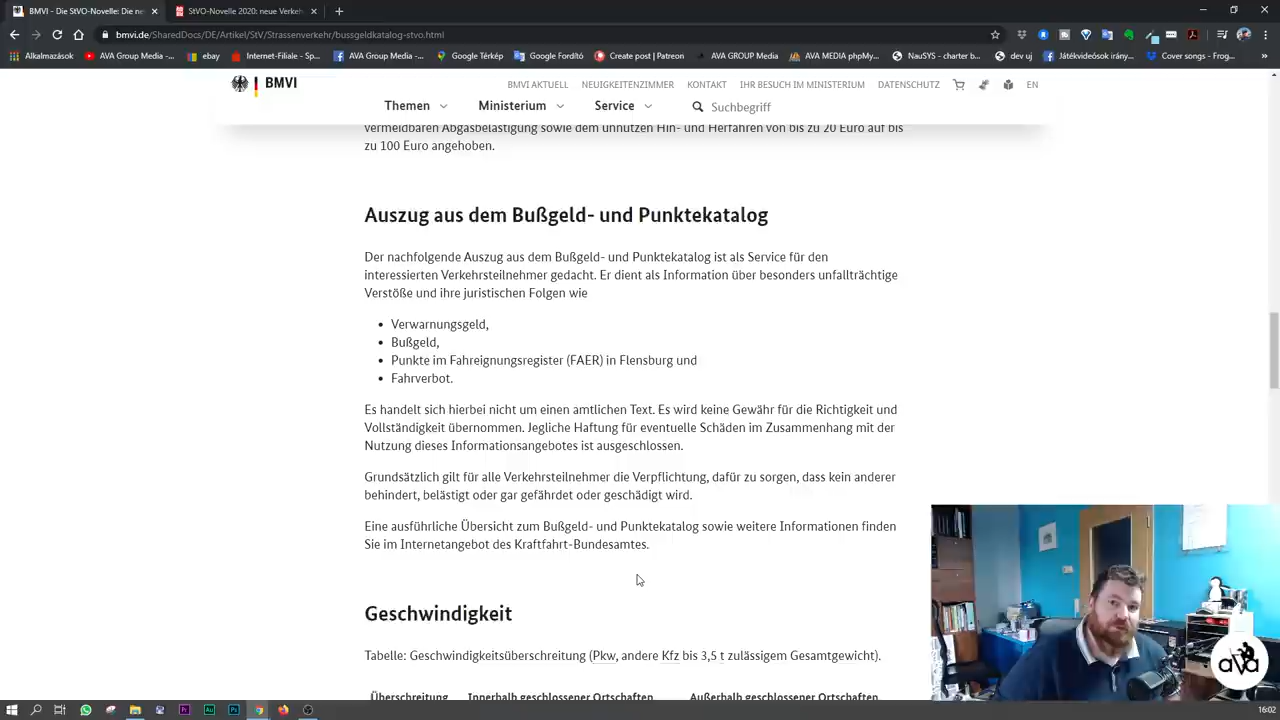 BMVI - Die StVO-Novelle: Die ne
StVO-Novelle 2020: neue Verkeh
bmvi.de/SharedDocs/DE/Artikel/StV/Strassenverkehr/bussgeldkatalog-stvo.html
Alkalmazások
AVA GROUP Media -...
ebay
Internet-Filiale - Sp...
AVA GROUP Media -...
Google Térkép
Google Fordító
Create post | Patreon
AVA GROUP Media
AVA MEDIA phpMy...
NauSYS - charter b...
dev uj
Játékvideósok irány...
Cover songs - Frog...
BMVI
BMVI AKTUELL
NEUIGKEITENZIMMER
KONTAKT
IHR BESUCH IM MINISTERIUM
DATENSCHUTZ
EN
Themen
Ministerium
Service
Suchbegriff
vermeidbaren Abgasbelästigung sowie dem unnützen Hin- und Herfahren von bis zu 20 Euro auf bis
zu 100 Euro angehoben.
Auszug aus dem Bußgeld- und Punktekatalog
Der nachfolgende Auszug aus dem Bußgeld- und Punktekatalog ist als Service für den
interessierten Verkehrsteilnehmer gedacht. Er dient als Information über besonders unfallträchtige
Verstöße und ihre juristischen Folgen wie
• Verwarnungsgeld,
• Bußgeld,
• Punkte im Fahreignungsregister (FAER) in Flensburg und
• Fahrverbot.
Es handelt sich hierbei nicht um einen amtlichen Text. Es wird keine Gewähr für die Richtigkeit und
Vollständigkeit übernommen. Jegliche Haftung für eventuelle Schäden im Zusammenhang mit der
Nutzung dieses Informationsangebotes ist ausgeschlossen.
Grundsätzlich gilt für alle Verkehrsteilnehmer die Verpflichtung, dafür zu sorgen, dass kein anderer
behindert, belästigt oder gar gefährdet oder geschädigt wird.
Eine ausführliche Übersicht zum Bußgeld- und Punktekatalog sowie weitere Informationen finden
Sie im Internetangebot des Kraftfahrt-Bundesamtes.
Geschwindigkeit
Tabelle: Geschwindigkeitsüberschreitung (Pkw, andere Kfz bis 3,5 t zulässigem Gesamtgewicht).
Überschreitung
Innerhalb geschlossener Ortschaften
Außerhalb geschlossener Ortschaften
ava
16:02